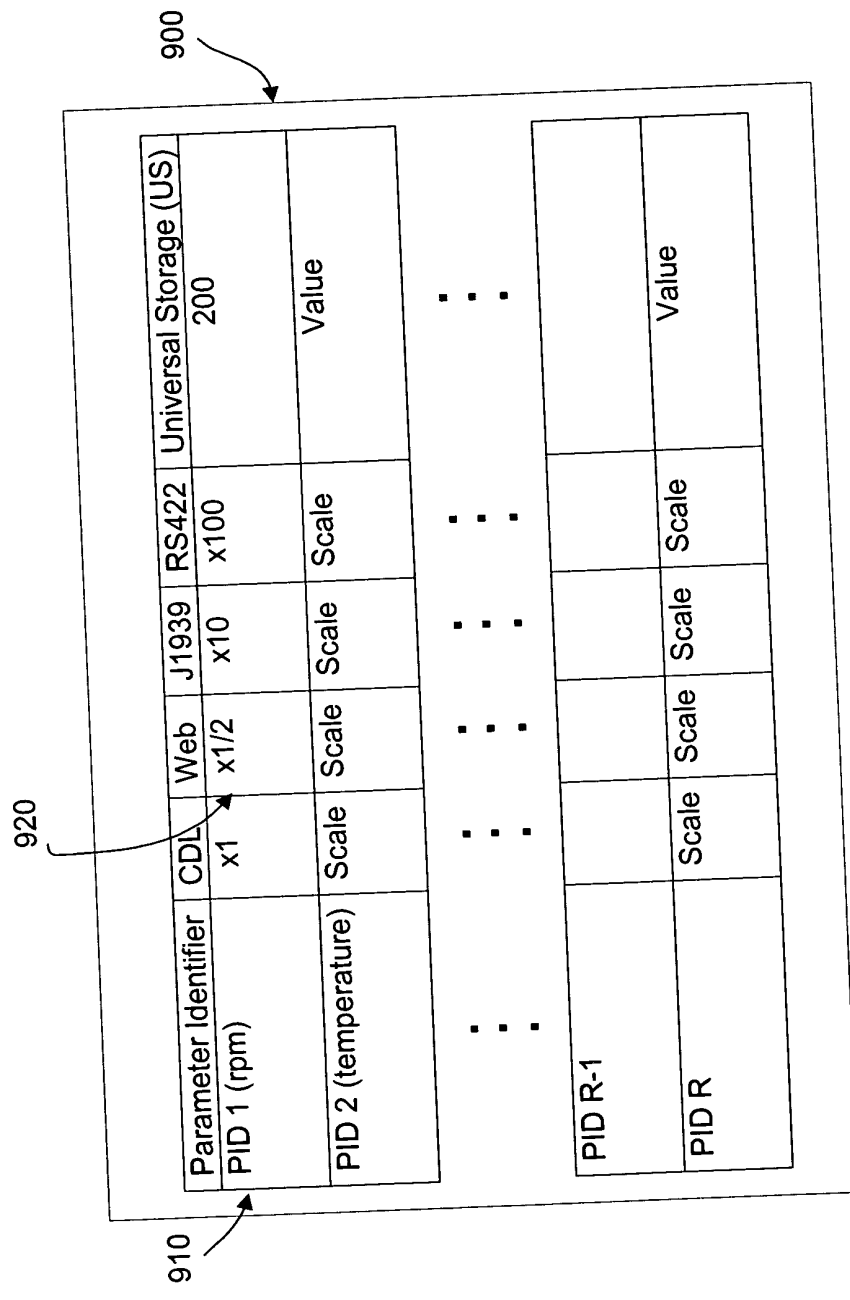 900
920
910
Parameter Identifier CDL Web J1939 RS422 Universal Storage (US)
PID 1 (rpm) x1 x1/2 x10 x100 200
PID 2 (temperature) Scale Scale Scale Scale Value
PID R-1
PID R Scale Scale Scale Scale Value